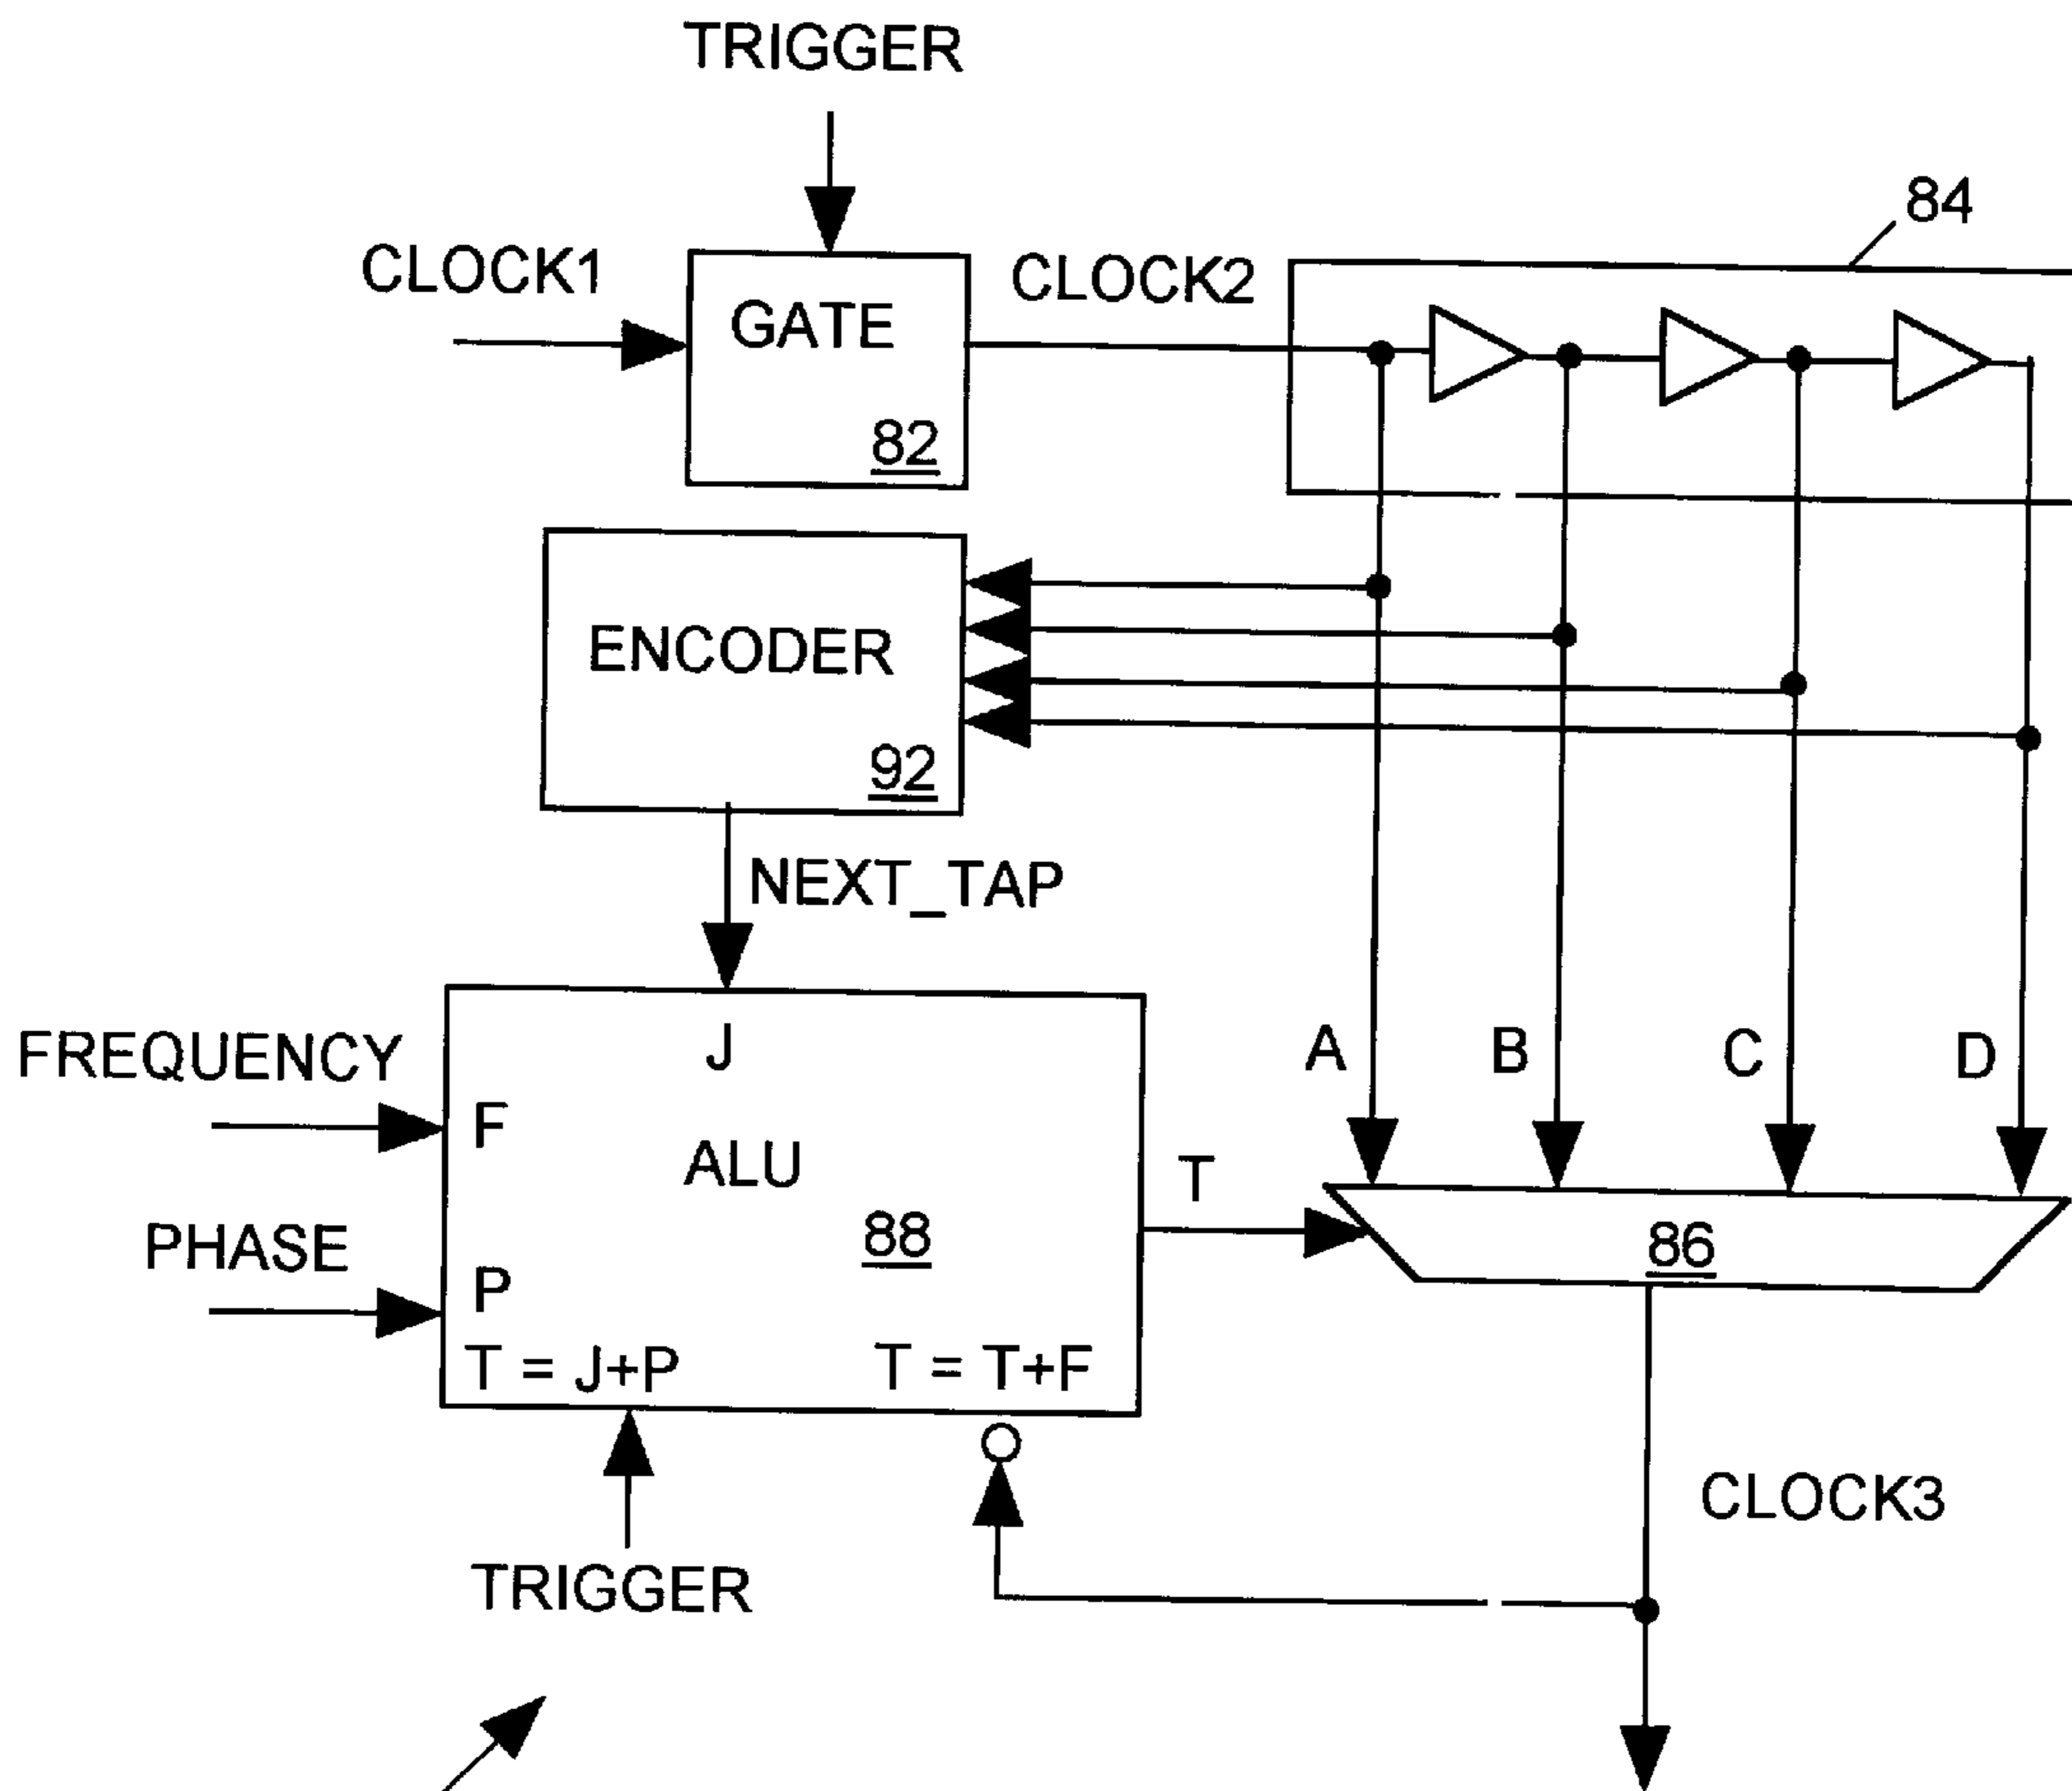 TRIGGER
84
CLOCK1
CLOCK2
GATE
82
ENCODER
92
NEXT_TAP
J
FREQUENCY
F
ALU
A
B
C
D
T
88
86
PHASE
P
T = J+P
T = T+F
CLOCK3
TRIGGER